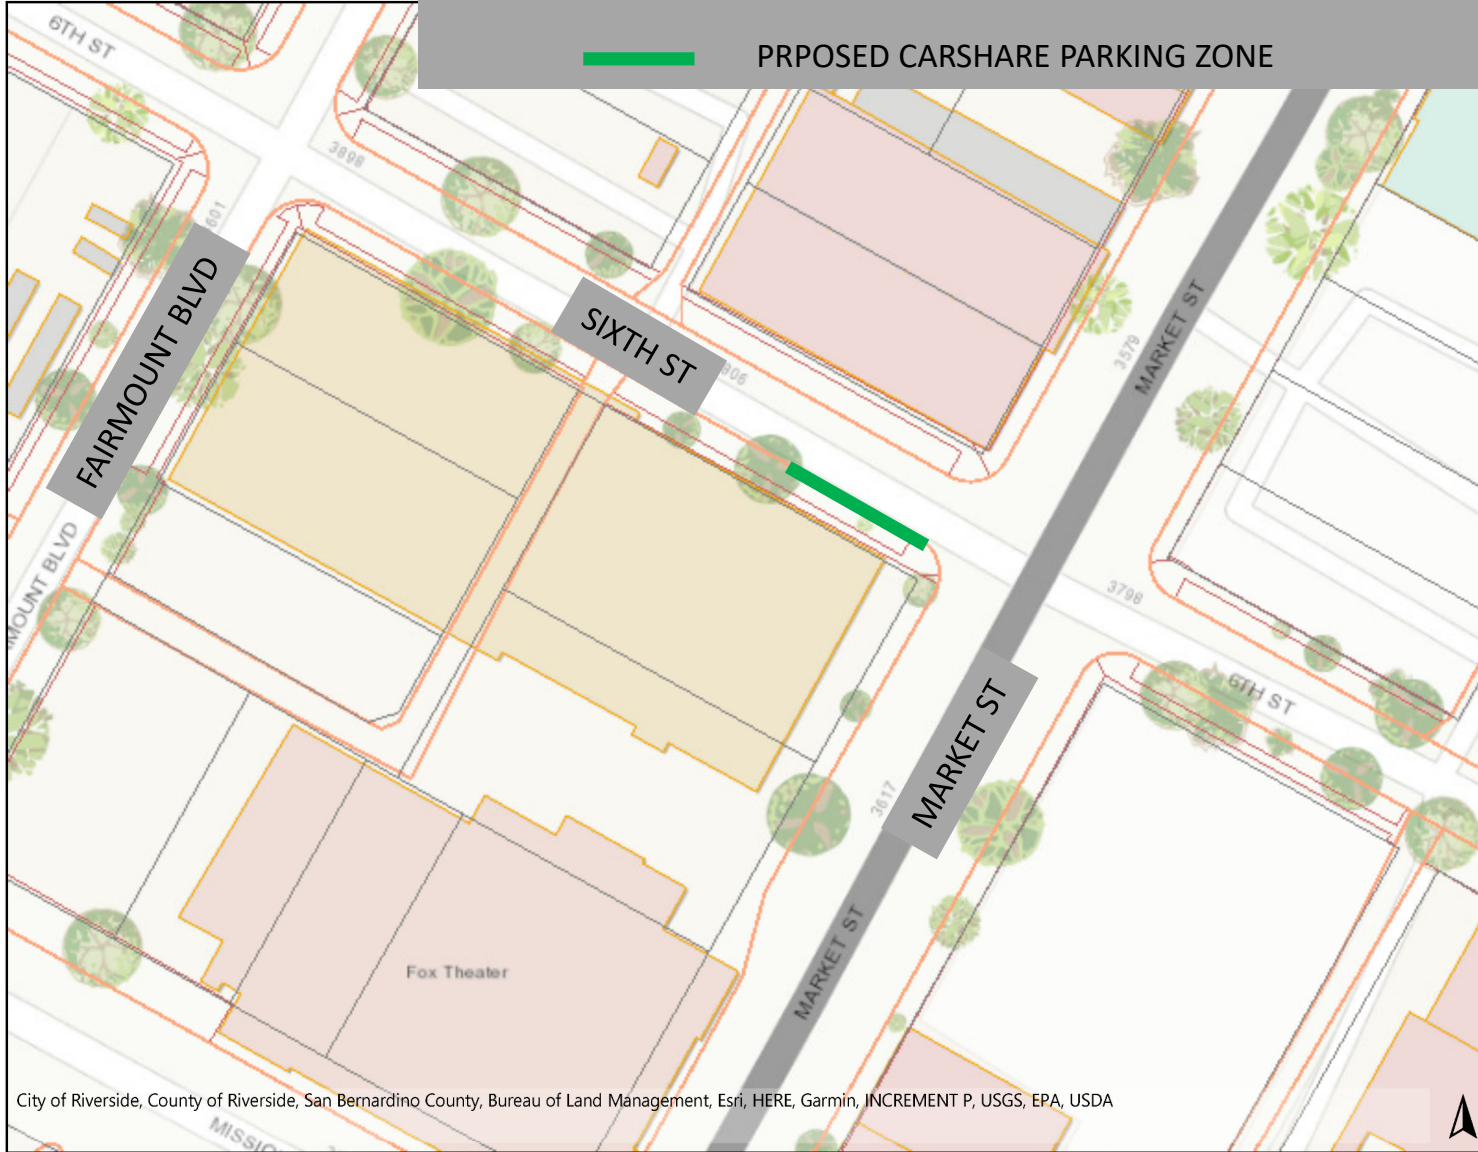 6TH ST
PRPOSED CARSHARE PARKING ZONE
3898
601
FAIRMOUNT BLVD
SIXTH ST
906
3579
MARKET ST
MOUNT BLVD
3798
6TH ST
MARKET ST
3617
MARKET ST
Fox Theater
City of Riverside, County of Riverside, San Bernardino County, Bureau of Land Management, Esri, HERE, Garmin, INCREMENT P, USGS, EPA, USDA
MISSIO